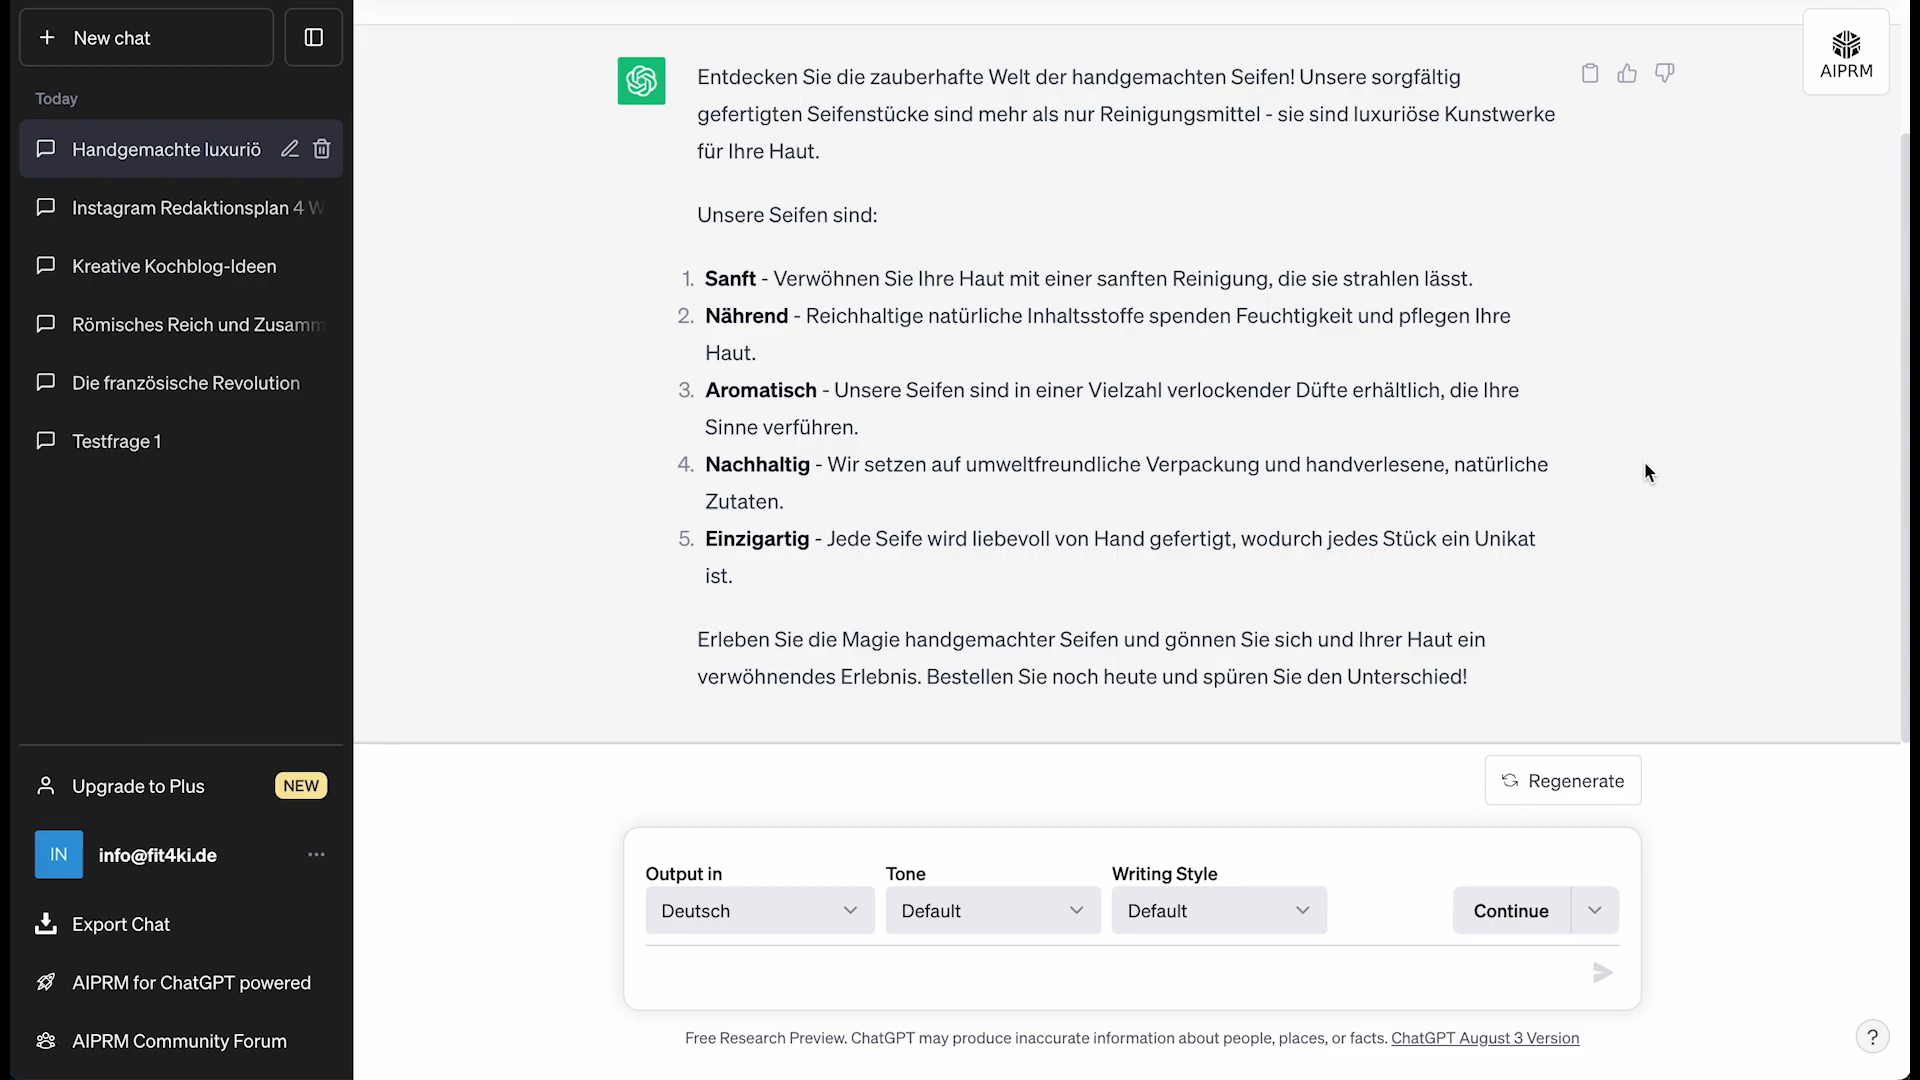 New chat
Today
Handgemachte luxuriö
Instagram Redaktionsplan 4 W
Kreative Kochblog-Ideen
Römisches Reich und Zusamm
Die französische Revolution
Testfrage 1
Upgrade to Plus NEW
IN info@fit4ki.de
Export Chat
AIPRM for ChatGPT powered
AIPRM Community Forum
AIPRM
Entdecken Sie die zauberhafte Welt der handgemachten Seifen! Unsere sorgfältig
gefertigten Seifenstücke sind mehr als nur Reinigungsmittel - sie sind luxuriöse Kunstwerke
für Ihre Haut.
Unsere Seifen sind:
1. Sanft - Verwöhnen Sie Ihre Haut mit einer sanften Reinigung, die sie strahlen lässt.
2. Nährend - Reichhaltige natürliche Inhaltsstoffe spenden Feuchtigkeit und pflegen Ihre
Haut.
3. Aromatisch - Unsere Seifen sind in einer Vielzahl verlockender Düfte erhältlich, die Ihre
Sinne verführen.
4. Nachhaltig - Wir setzen auf umweltfreundliche Verpackung und handverlesene, natürliche
Zutaten.
5. Einzigartig - Jede Seife wird liebevoll von Hand gefertigt, wodurch jedes Stück ein Unikat
ist.
Erleben Sie die Magie handgemachter Seifen und gönnen Sie sich und Ihrer Haut ein
verwöhnendes Erlebnis. Bestellen Sie noch heute und spüren Sie den Unterschied!
Regenerate
Output in Tone Writing Style
Deutsch Default Default Continue
Free Research Preview. ChatGPT may produce inaccurate information about people, places, or facts. ChatGPT August 3 Version
?